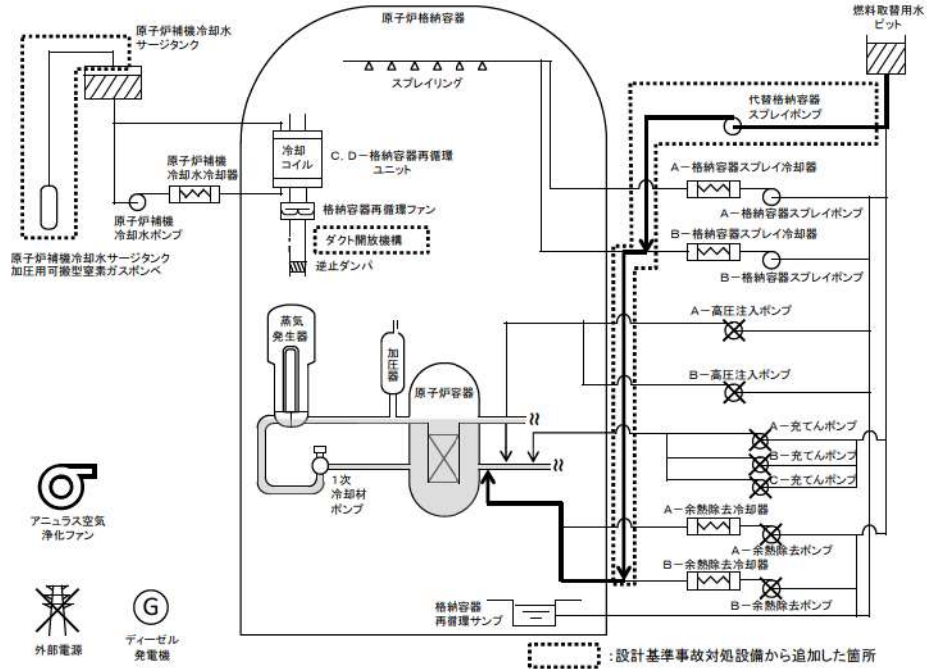 原子炉補機冷却水
サージタンク
原子炉格納容器
燃料取替用水
ピット
スプレイリング
代替格納容器
スプレイポンプ
冷却
コイル
C，D－格納容器再循環
ユニット
原子炉補機
冷却水冷却器
A－格納容器スプレイ冷却器
原子炉補機
冷却水ポンプ
格納容器再循環ファン
A－格納容器スプレイポンプ
ダクト開放機構
B－格納容器スプレイ冷却器
原子炉補機冷却水サージタンク
加圧用可搬型窒素ガスボンベ
逆止ダンパ
B－格納容器スプレイポンプ
A－高圧注入ポンプ
蒸気
発生器
加圧器
B－高圧注入ポンプ
原子炉容器
A－充てんポンプ
B－充てんポンプ
C－充てんポンプ
1次
冷却材
ポンプ
A－余熱除去冷却器
アニュラス空気
浄化ファン
A－余熱除去ポンプ
B－余熱除去冷却器
G
格納容器
再循環サンプ
B－余熱除去ポンプ
外部電源
ディーゼル
発電機
：設計基準事故対処設備から追加した箇所